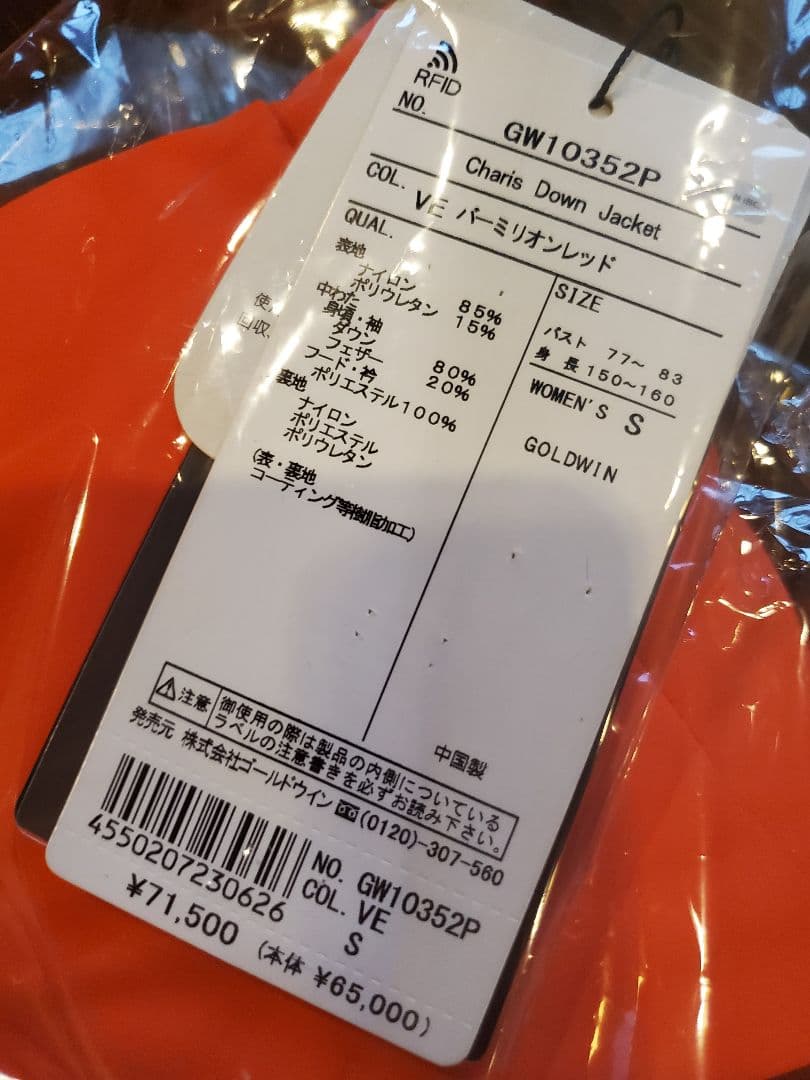 RFID
NO.
GW10352P
Charis Down Jacket
COL.
VE バーミリオンレッド
QUAL.
表地
ナイロン 85%
ポリウレタン 15%
中わた
身頃・袖
ダウン 80%
フェザー 20%
フード・衿
ポリエステル100%
裏地
ナイロン
ポリエステル
ポリウレタン
(表・裏地
コーティング等樹脂加工)
SIZE
バスト 77~ 83
身 長150~160
WOMEN'S S
GOLDWIN
使用
回収、
中国製
注意
御使用の際は製品の内側についている
ラベルの注意書きを必ずお読み下さい。
発売元 株式会社ゴールドウイン (0120)-307-560
4550207230626
NO. GW10352P
COL. VE
S
¥71,500
(本体 ¥65,000)